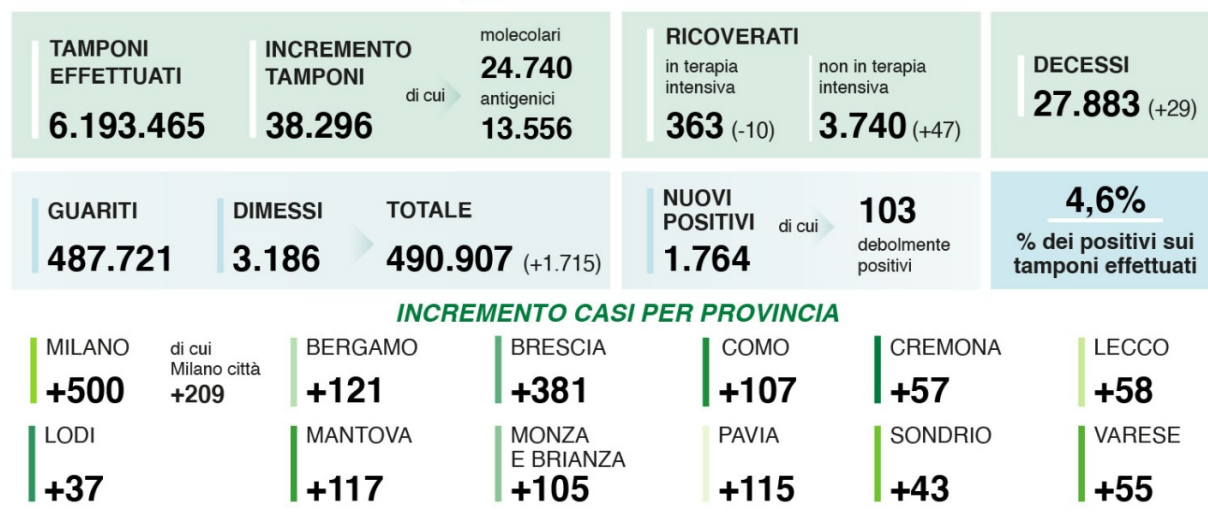 TAMPONI
EFFETTUATI
6.193.465
INCREMENTO
TAMPONI
38.296
di cui
molecolari
24.740
antigenici
13.556
RICOVERATI
in terapia
intensiva
363 (-10)
non in terapia
intensiva
3.740 (+47)
DECESSI
27.883 (+29)
GUARITI
487.721
DIMESSI
3.186
TOTALE
490.907 (+1.715)
NUOVI
POSITIVI
1.764
di cui
103
debolmente
positivi
4,6%
% dei positivi sui
tamponi effettuati
INCREMENTO CASI PER PROVINCIA
MILANO
+500
di cui
Milano città
+209
BERGAMO
+121
BRESCIA
+381
COMO
+107
CREMONA
+57
LECCO
+58
LODI
+37
MANTOVA
+117
MONZA
E BRIANZA
+105
PAVIA
+115
SONDRIO
+43
VARESE
+55